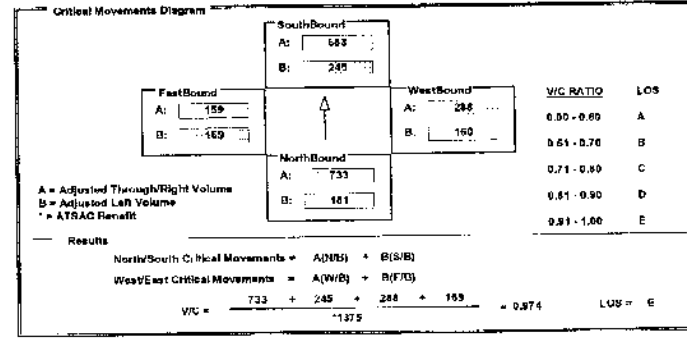 Critical Movements Diagram
SouthBound
A: 683
B: 245
EastBound
A: 159
B: 169
WestBound
A: 288
B: 160
NorthBound
A: 733
B: 181
V/C RATIO LOS
0.00 - 0.60 A
0.61 - 0.70 B
0.71 - 0.80 C
0.81 - 0.90 D
0.91 - 1.00 E
A = Adjusted Through/Right Volume
B = Adjusted Left Volume
* = ATSAC Benefit
Results
North/South Critical Movements = A(N/B) + B(S/B)
West/East Critical Movements = A(W/B) + B(E/B)
V/C = 733 + 245 + 288 + 169 = 0.974 LOS = E
*1375